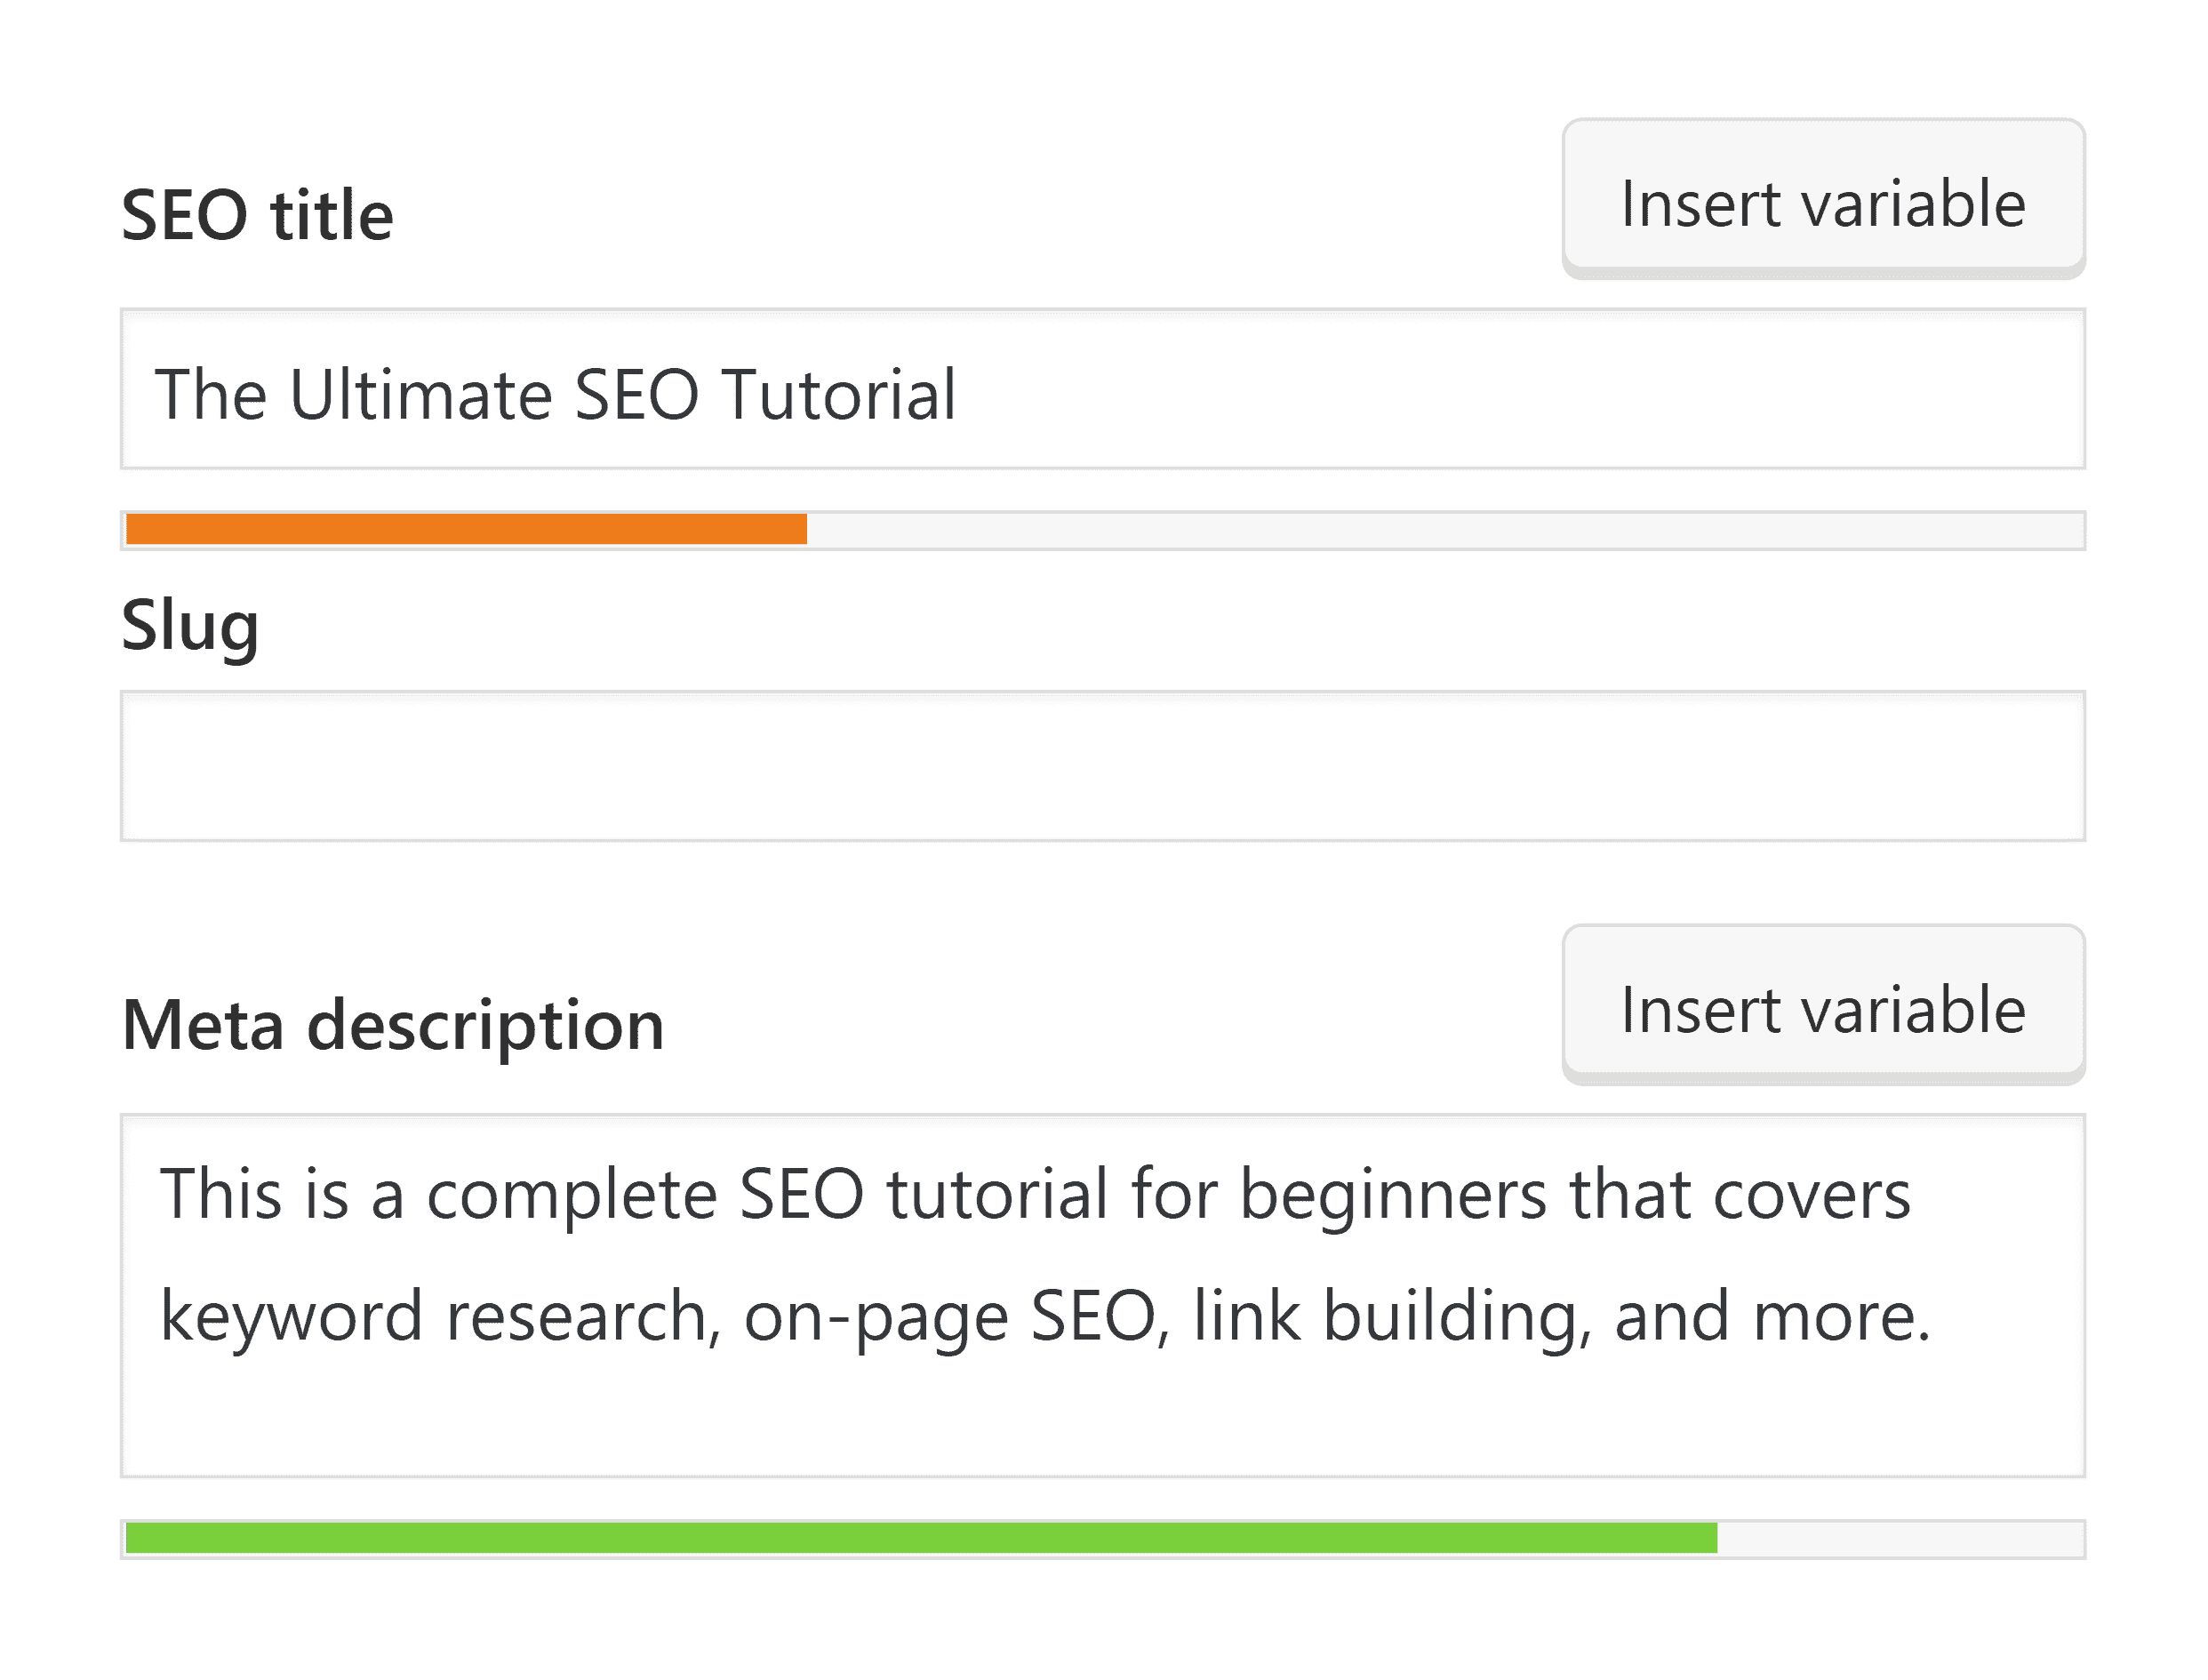 SEO title
Insert variable
The Ultimate SEO Tutorial
Slug
Meta description
Insert variable
This is a complete SEO tutorial for beginners that covers
keyword research, on-page SEO, link building, and more.